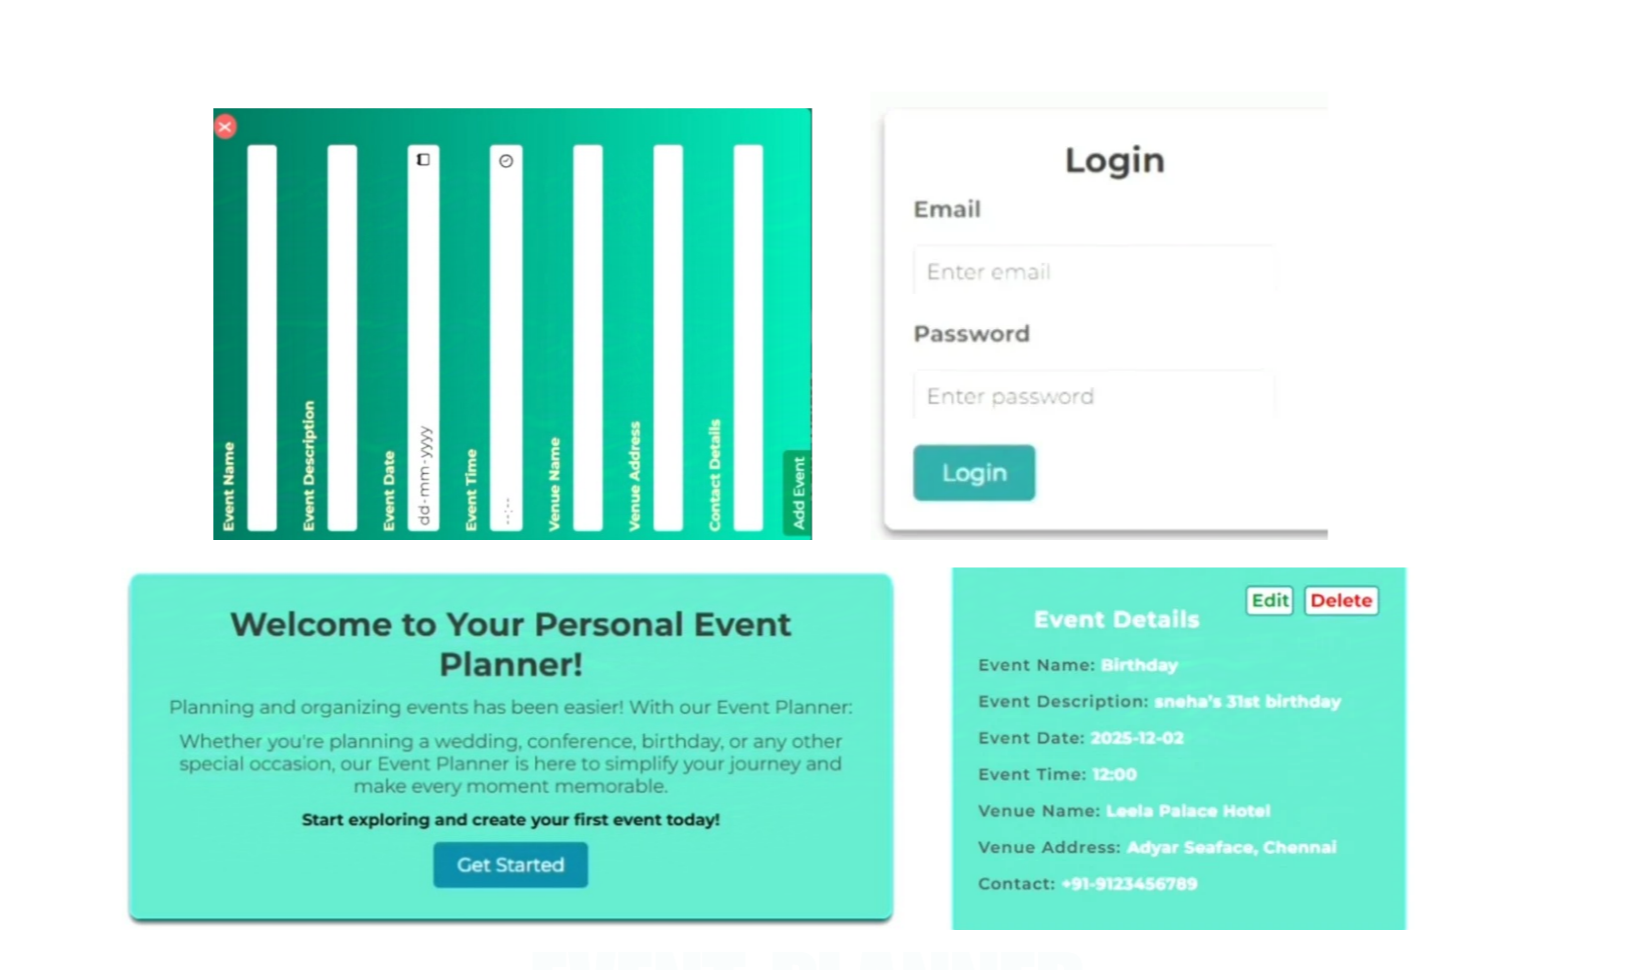 Event Name
Event Description
Event Date
dd-mm-yyyy
Event Time
--:--
Venue Name
Venue Address
Contact Details
Add Event
Login
Email
Enter email
Password
Enter password
Login
Welcome to Your Personal Event
Planner!
Planning and organizing events has been easier! With our Event Planner:
Whether you're planning a wedding, conference, birthday, or any other
special occasion, our Event Planner is here to simplify your journey and
make every moment memorable.
Start exploring and create your first event today!
Get Started
Edit Delete
Event Details
Event Name: Birthday
Event Description: sneha's 31st birthday
Event Date: 2025-12-02
Event Time: 12:00
Venue Name: Leela Palace Hotel
Venue Address: Adyar Seaface, Chennai
Contact: +91-9123456789